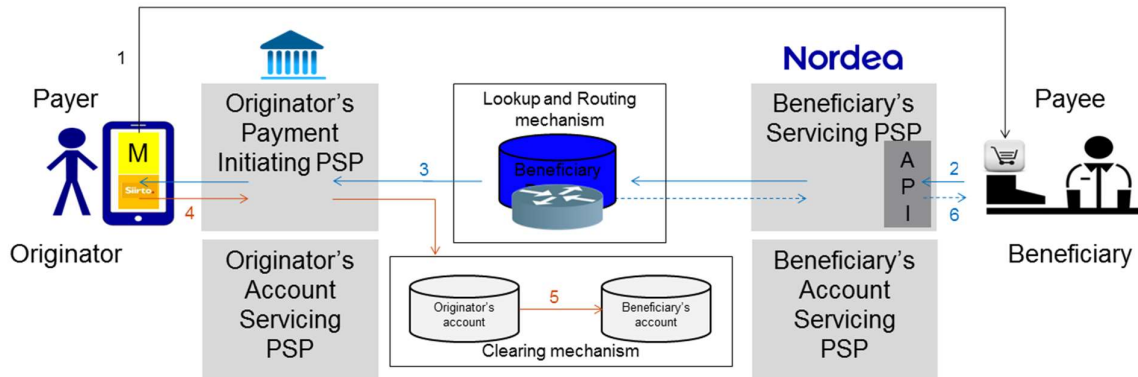 1
Payer
M
Siirto
Originator
Originator's
Payment
Initiating PSP
Originator's
Account
Servicing
PSP
3
4
Lookup and Routing
mechanism
Beneficiary
Originator's
account
5
Beneficiary's
account
Clearing mechanism
Nordea
Beneficiary's
Servicing PSP
A
P
I
Beneficiary's
Account
Servicing
PSP
2
6
Payee
Beneficiary